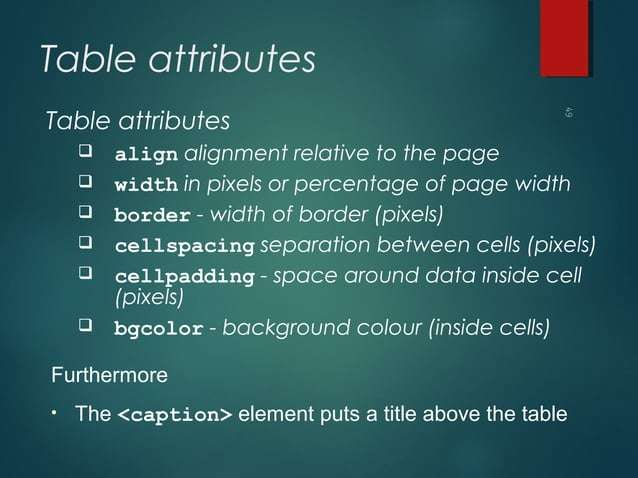 Table attributes
49
Table attributes
❑ align alignment relative to the page
❑ width in pixels or percentage of page width
❑ border - width of border (pixels)
❑ cellspacing separation between cells (pixels)
❑ cellpadding - space around data inside cell
(pixels)
❑ bgcolor - background colour (inside cells)
Furthermore
• The <caption> element puts a title above the table